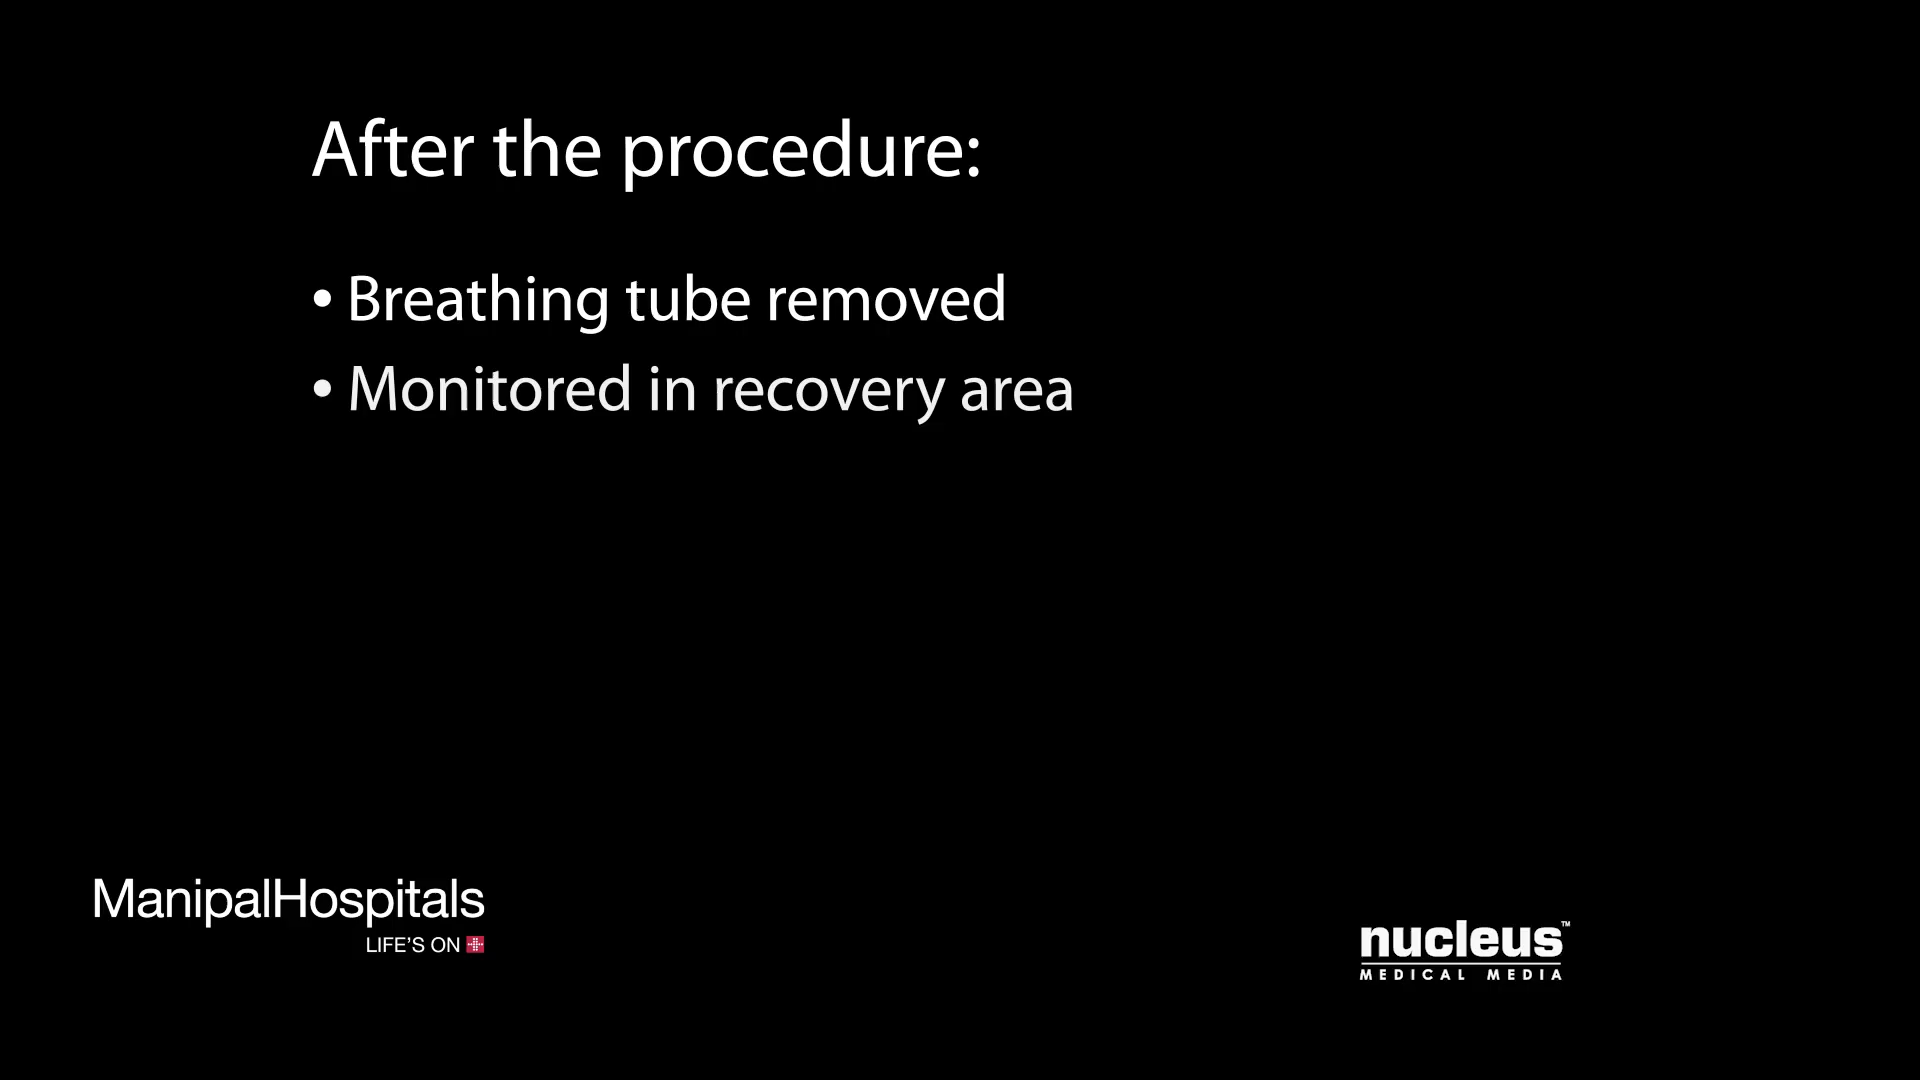 After the procedure:
• Breathing tube removed
• Monitored in recovery area
ManipalHospitals
LIFE'S ON
nucleus™
MEDICAL MEDIA